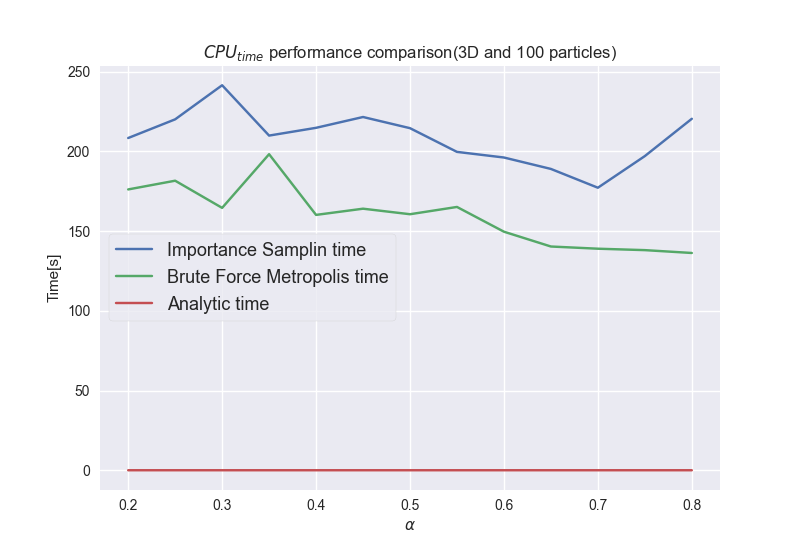 CPU_time performance comparison(3D and 100 particles)
250
200
150
100
50
0
Time[s]
Importance Samplin time
Brute Force Metropolis time
Analytic time
0.2 0.3 0.4 0.5 0.6 0.7 0.8
α